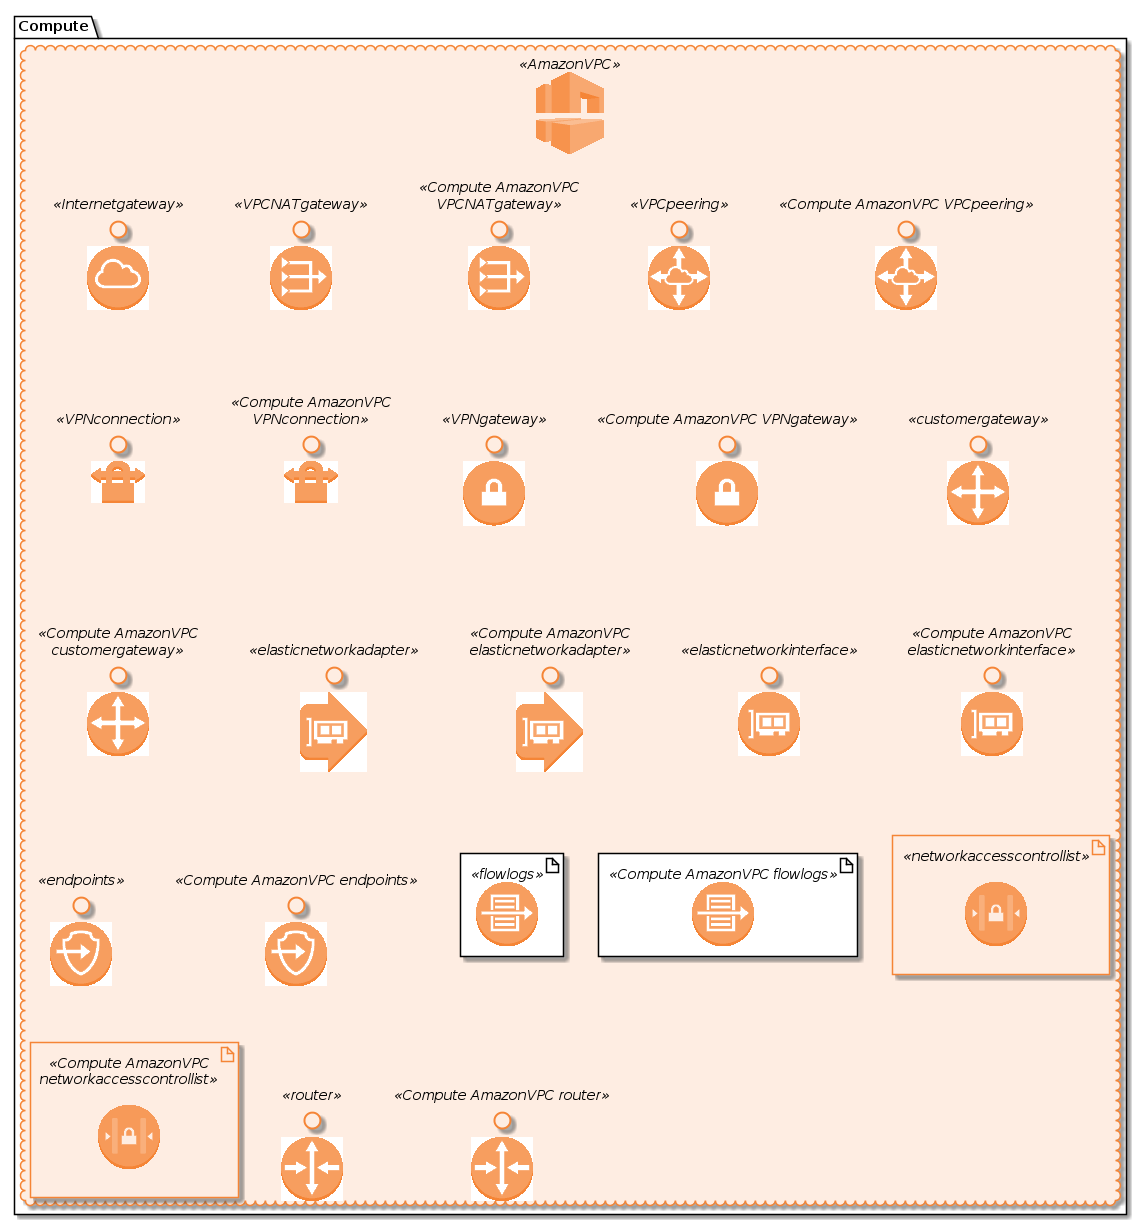 Compute
«AmazonVPC»
«Internetgateway»
«VPCNATgateway»
«Compute AmazonVPC
VPCNATgateway»
«VPCpeering»
«Compute AmazonVPC VPCpeering»
«VPNconnection»
«Compute AmazonVPC
VPNconnection»
«VPNgateway»
«Compute AmazonVPC VPNgateway»
«customergateway»
«Compute AmazonVPC
customergateway»
«elasticnetworkadapter»
«Compute AmazonVPC
elasticnetworkadapter»
«elasticnetworkinterface»
«Compute AmazonVPC
elasticnetworkinterface»
«endpoints»
«Compute AmazonVPC endpoints»
«flowlogs»
«Compute AmazonVPC flowlogs»
«networkaccesscontrollist»
«Compute AmazonVPC
networkaccesscontrollist»
«router»
«Compute AmazonVPC router»